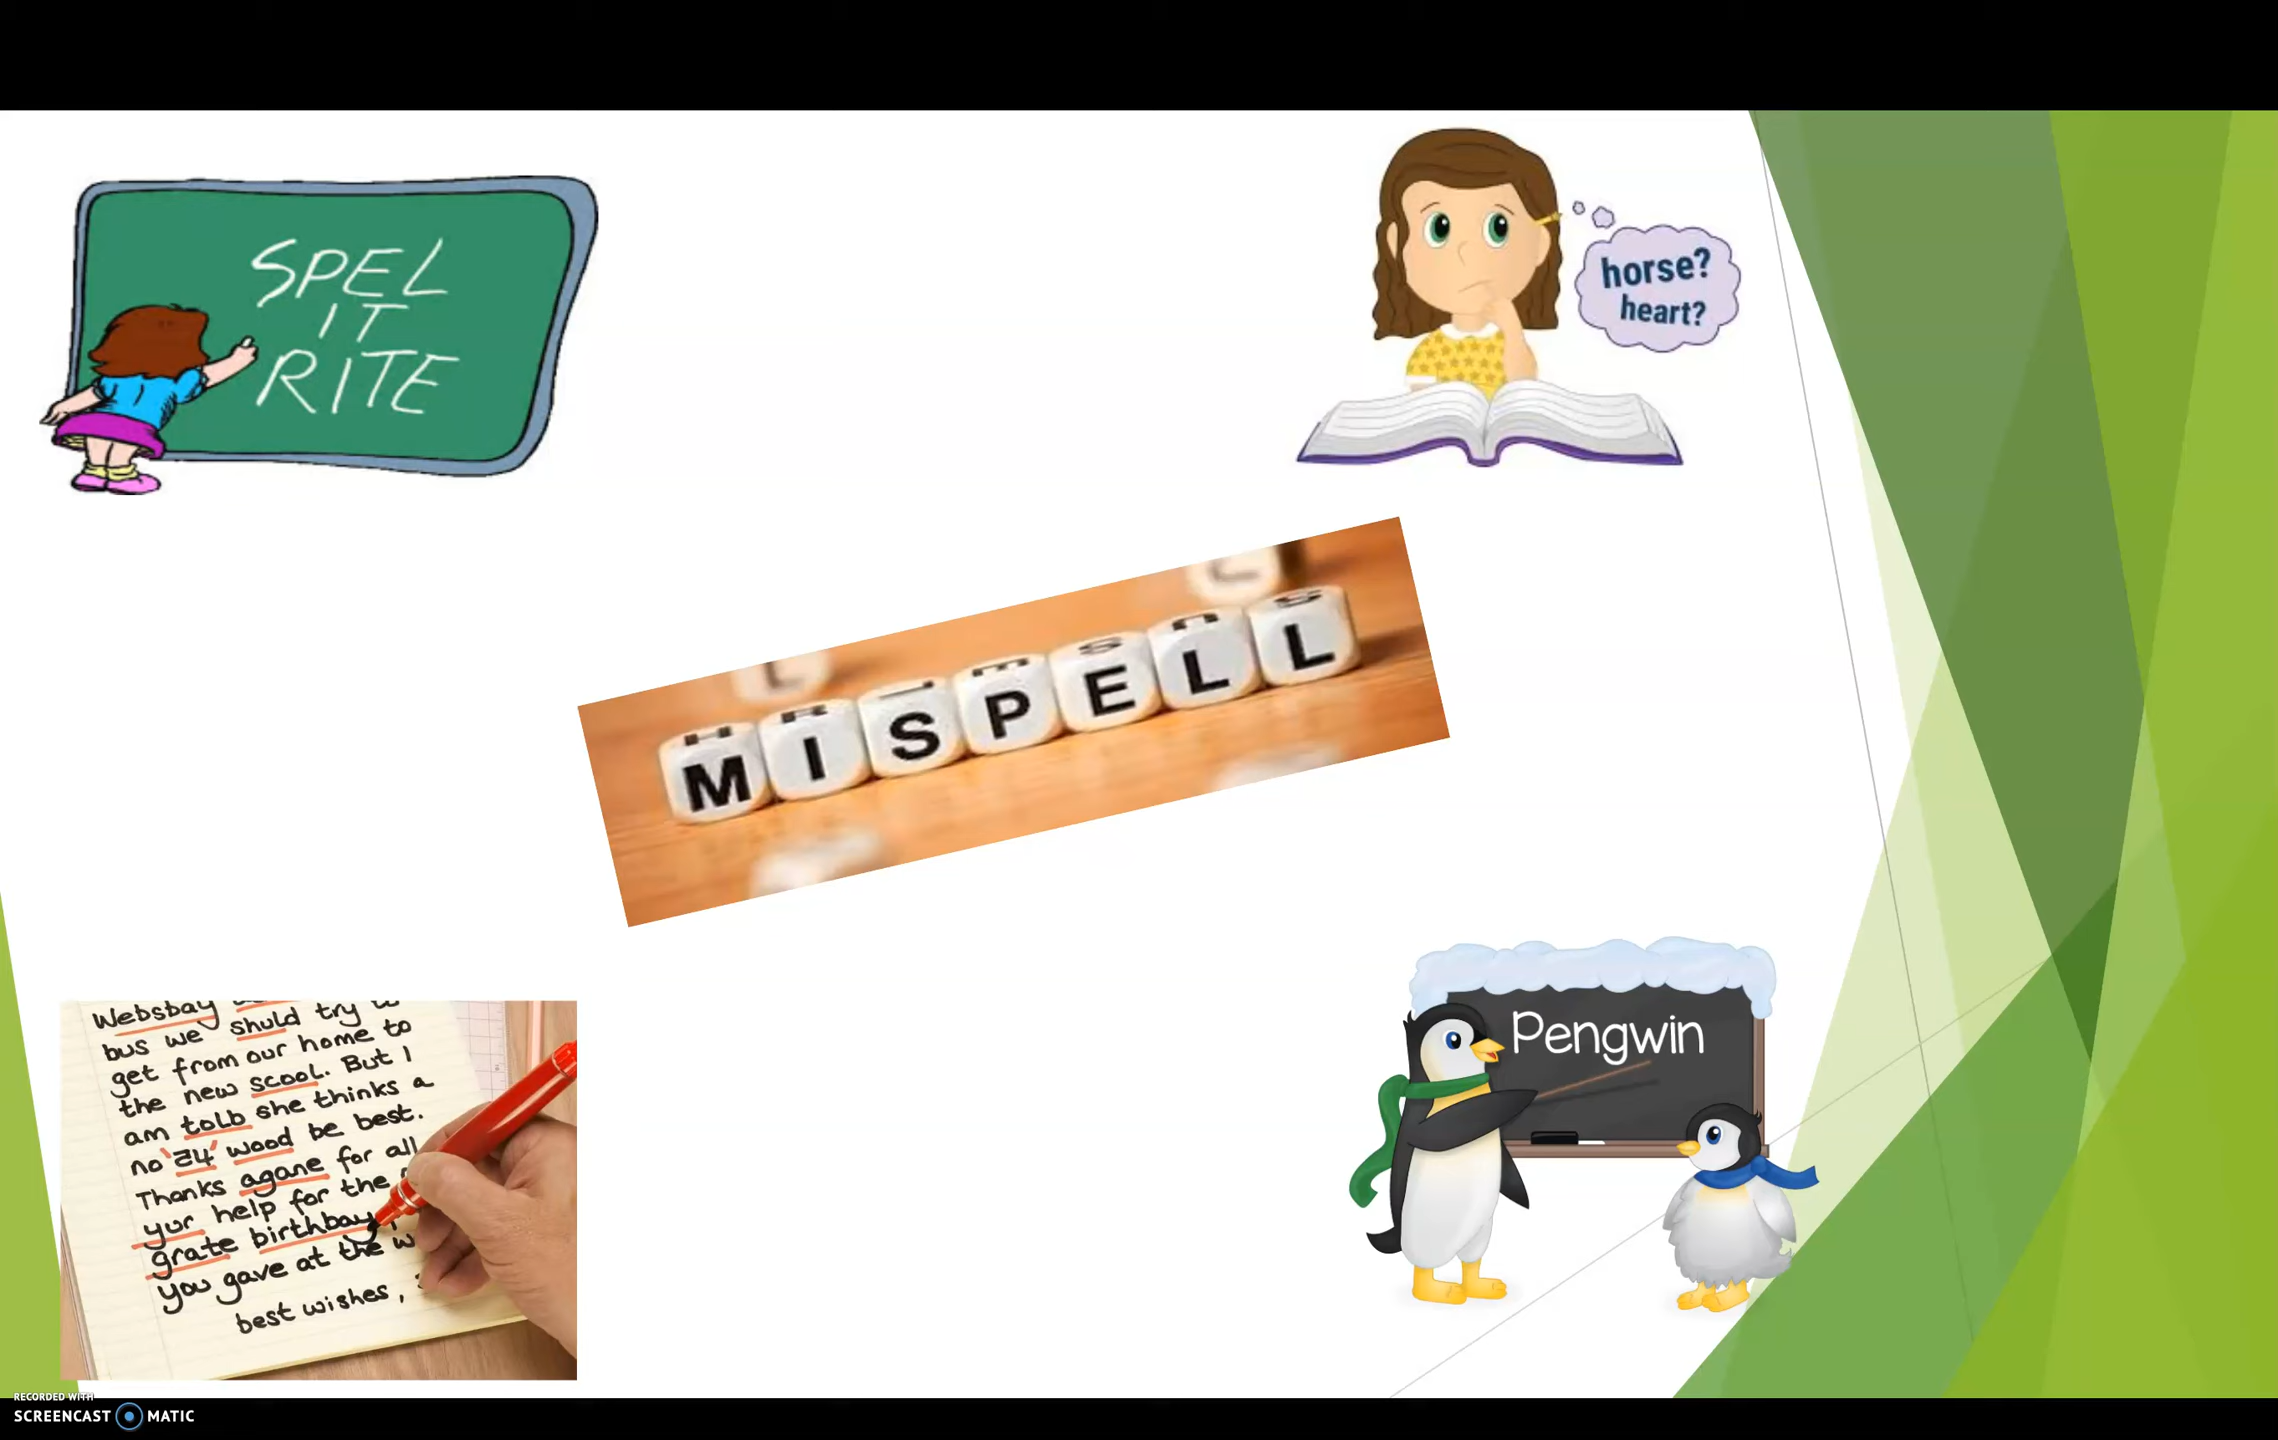 SPEL
IT
RITE
horse?
heart?
MISPELL
Websbay
bus we shuld try to
get from our home to
the new scool. But I
am tolb she thinks a
no 24 wood be best.
Thanks agane for all
yur help for the
grate birthbay
you gave at the w
best wishes,
Pengwin
RECORDED WITH
SCREENCAST MATIC